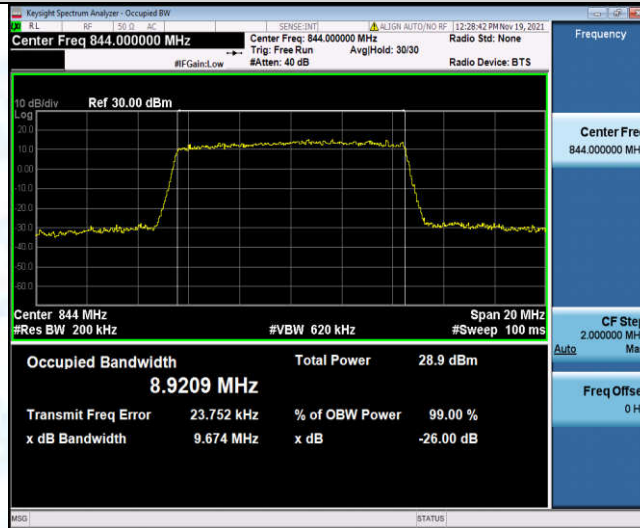 Keysight Spectrum Analyzer - Occupied BW
RL RF 50 Ω AC SENSE:INT ALIGN AUTO/NO RF 12:28:42 PM Nov 19, 2021
Center Freq 844.000000 MHz
Center Freq: 844.000000 MHz
Radio Std: None
Trig: Free Run Avg|Hold: 30/30
#IFGain:Low #Atten: 40 dB Radio Device: BTS
10 dB/div Ref 30.00 dBm
Log
20.0
10.0
0.00
-10.0
-20.0
-30.0
-40.0
-50.0
-60.0
Center 844 MHz Span 20 MHz
#Res BW 200 kHz #VBW 620 kHz #Sweep 100 ms
Occupied Bandwidth Total Power 28.9 dBm
8.9209 MHz
Transmit Freq Error 23.752 kHz % of OBW Power 99.00 %
x dB Bandwidth 9.674 MHz x dB -26.00 dB
MSG STATUS
Frequency
Center Fre
844.000000 MH
CF Step
2.000000 MH
Auto Ma
Freq Offse
0 H